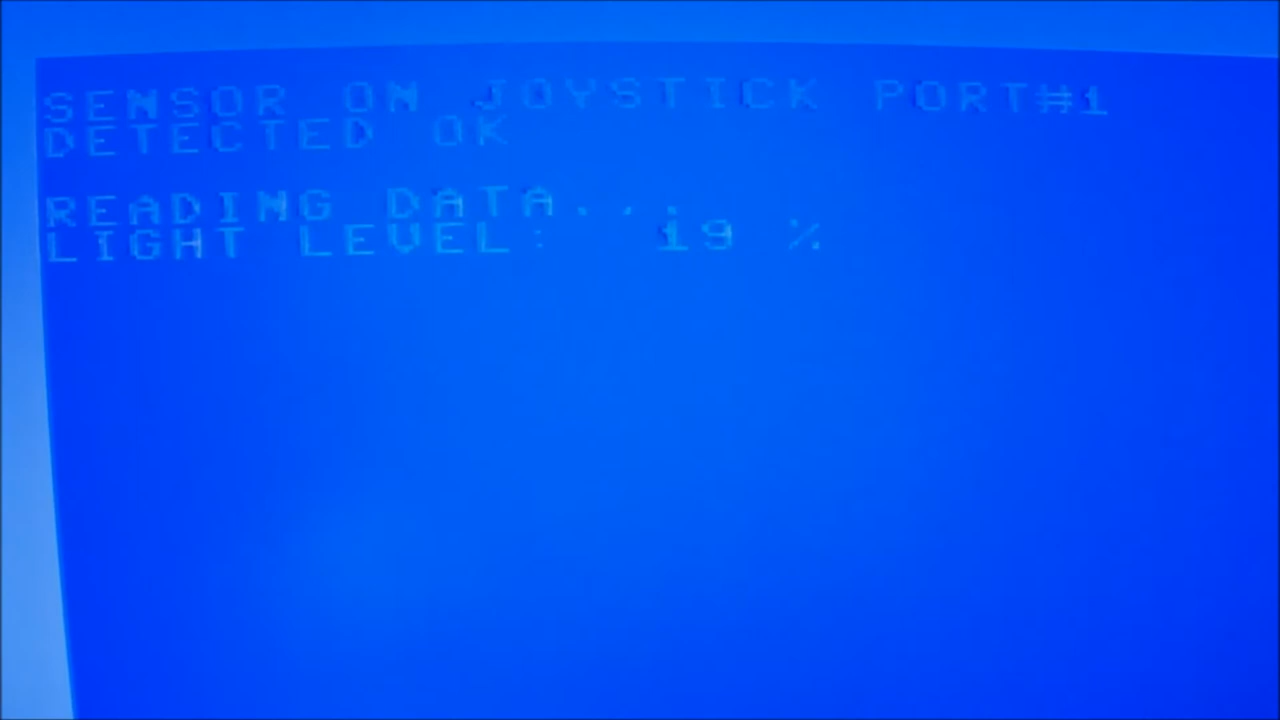 SENSOR ON JOYSTICK PORT#1
DETECTED OK
READING DATA...
LIGHT LEVEL: 19 %